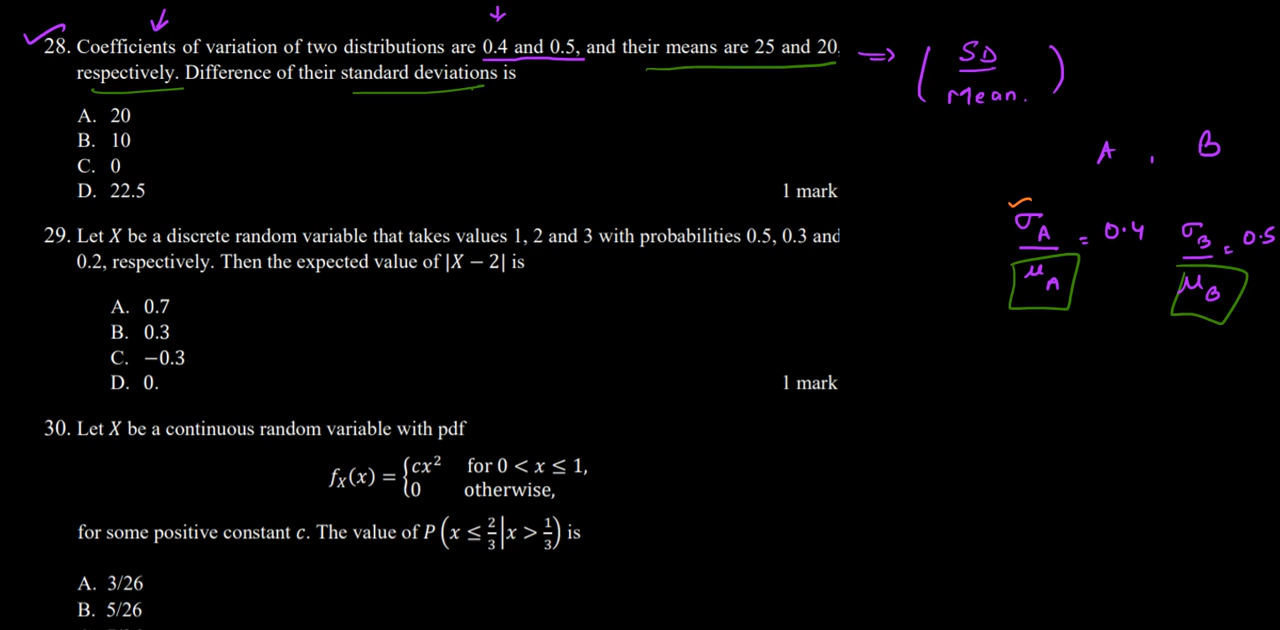 28. Coefficients of variation of two distributions are 0.4 and 0.5, and their means are 25 and 20.
respectively. Difference of their standard deviations is
A. 20
B. 10
C. 0
D. 22.5
1 mark
29. Let X be a discrete random variable that takes values 1, 2 and 3 with probabilities 0.5, 0.3 and
0.2, respectively. Then the expected value of |X − 2| is
A. 0.7
B. 0.3
C. −0.3
D. 0.
1 mark
30. Let X be a continuous random variable with pdf
fX(x) = {cx² for 0 < x ≤ 1,
0 otherwise,
for some positive constant c. The value of P (x ≤ 2/3 | x > 1/3) is
A. 3/26
B. 5/26
⇒ ( SD / Mean. )
A , B
σA / μA = 0.4 σB / μB = 0.5